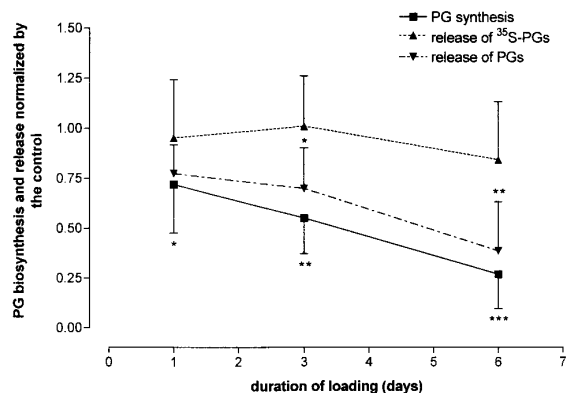 PG synthesis
release of ³⁵S-PGs
release of PGs
PG biosynthesis and release normalized by
the control
1.50
1.25
1.00
0.75
0.50
0.25
0.00
*
*
**
**
***
0 1 2 3 4 5 6 7
duration of loading (days)